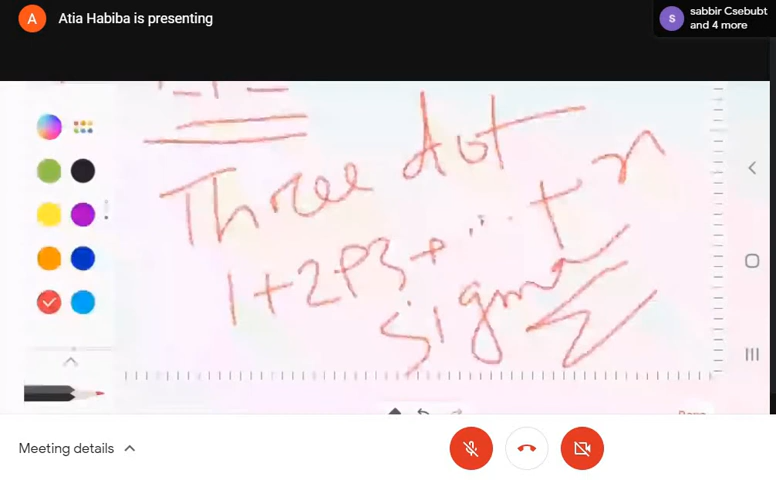 A
Atia Habiba is presenting
s
sabbir Csebubt
and 4 more
Three dot
1+2+3+ ... + n
sigma Σ
Meeting details